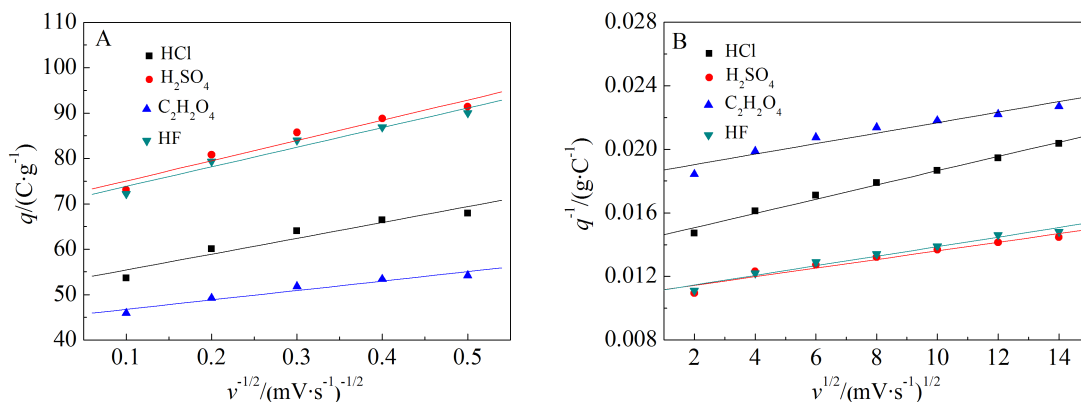 A
HCl
H₂SO₄
C₂H₂O₄
HF
110
100
90
80
70
60
50
40
q/(C·g⁻¹)
0.1 0.2 0.3 0.4 0.5
v⁻¹/²/(mV·s⁻¹)⁻¹/²
B
HCl
H₂SO₄
C₂H₂O₄
HF
0.028
0.024
0.020
0.016
0.012
0.008
q⁻¹/(g·C⁻¹)
2 4 6 8 10 12 14
v¹/²/(mV·s⁻¹)¹/²